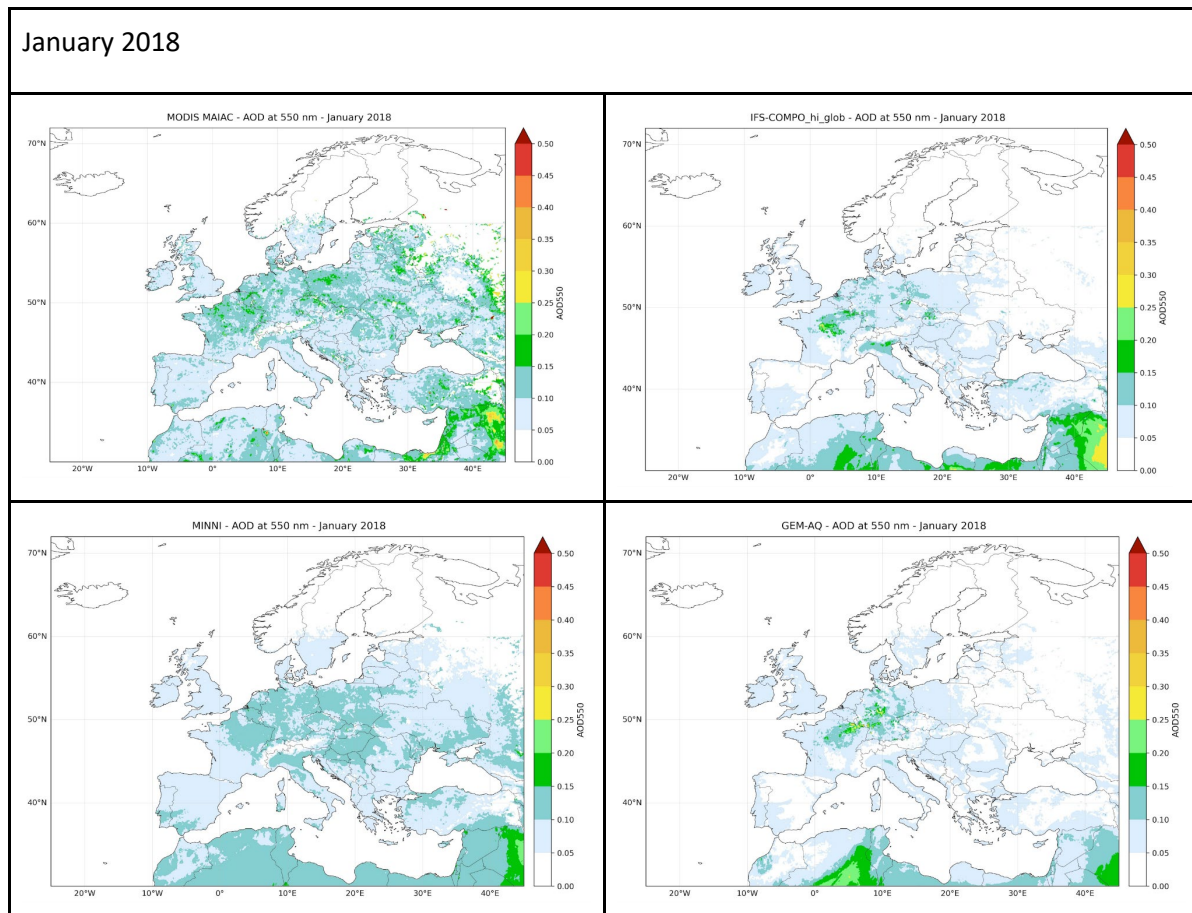 January 2018
MODIS MAIAC - AOD at 550 nm - January 2018
70°N
60°N
50°N
40°N
20°W 10°W 0° 10°E 20°E 30°E 40°E
0.50
0.45
0.40
0.35
0.30
0.25
0.20
0.15
0.10
0.05
0.00
AOD550
IFS-COMPO_hi_glob - AOD at 550 nm - January 2018
70°N
60°N
50°N
40°N
20°W 10°W 0° 10°E 20°E 30°E 40°E
0.50
0.45
0.40
0.35
0.30
0.25
0.20
0.15
0.10
0.05
0.00
AOD550
MINNI - AOD at 550 nm - January 2018
70°N
60°N
50°N
40°N
20°W 10°W 0° 10°E 20°E 30°E 40°E
0.50
0.45
0.40
0.35
0.30
0.25
0.20
0.15
0.10
0.05
0.00
AOD550
GEM-AQ - AOD at 550 nm - January 2018
70°N
60°N
50°N
40°N
20°W 10°W 0° 10°E 20°E 30°E 40°E
0.50
0.45
0.40
0.35
0.30
0.25
0.20
0.15
0.10
0.05
0.00
AOD550